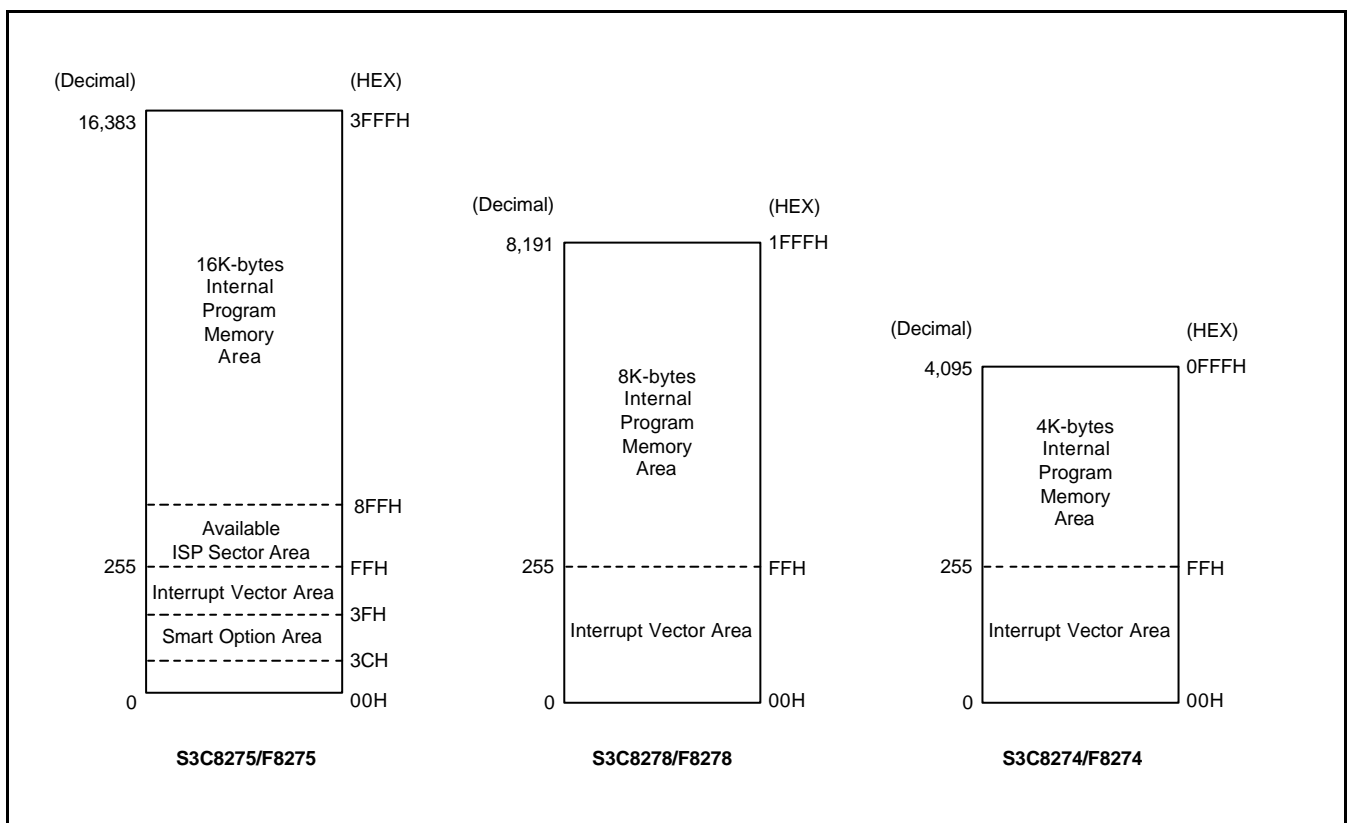 (Decimal)
(HEX)
16,383
3FFFH
16K-bytes
Internal
Program
Memory
Area
8FFH
Available
ISP Sector Area
255
FFH
Interrupt Vector Area
3FH
Smart Option Area
3CH
0
00H
S3C8275/F8275
(Decimal)
(HEX)
8,191
1FFFH
8K-bytes
Internal
Program
Memory
Area
255
FFH
Interrupt Vector Area
0
00H
S3C8278/F8278
(Decimal)
(HEX)
4,095
0FFFH
4K-bytes
Internal
Program
Memory
Area
255
FFH
Interrupt Vector Area
0
00H
S3C8274/F8274